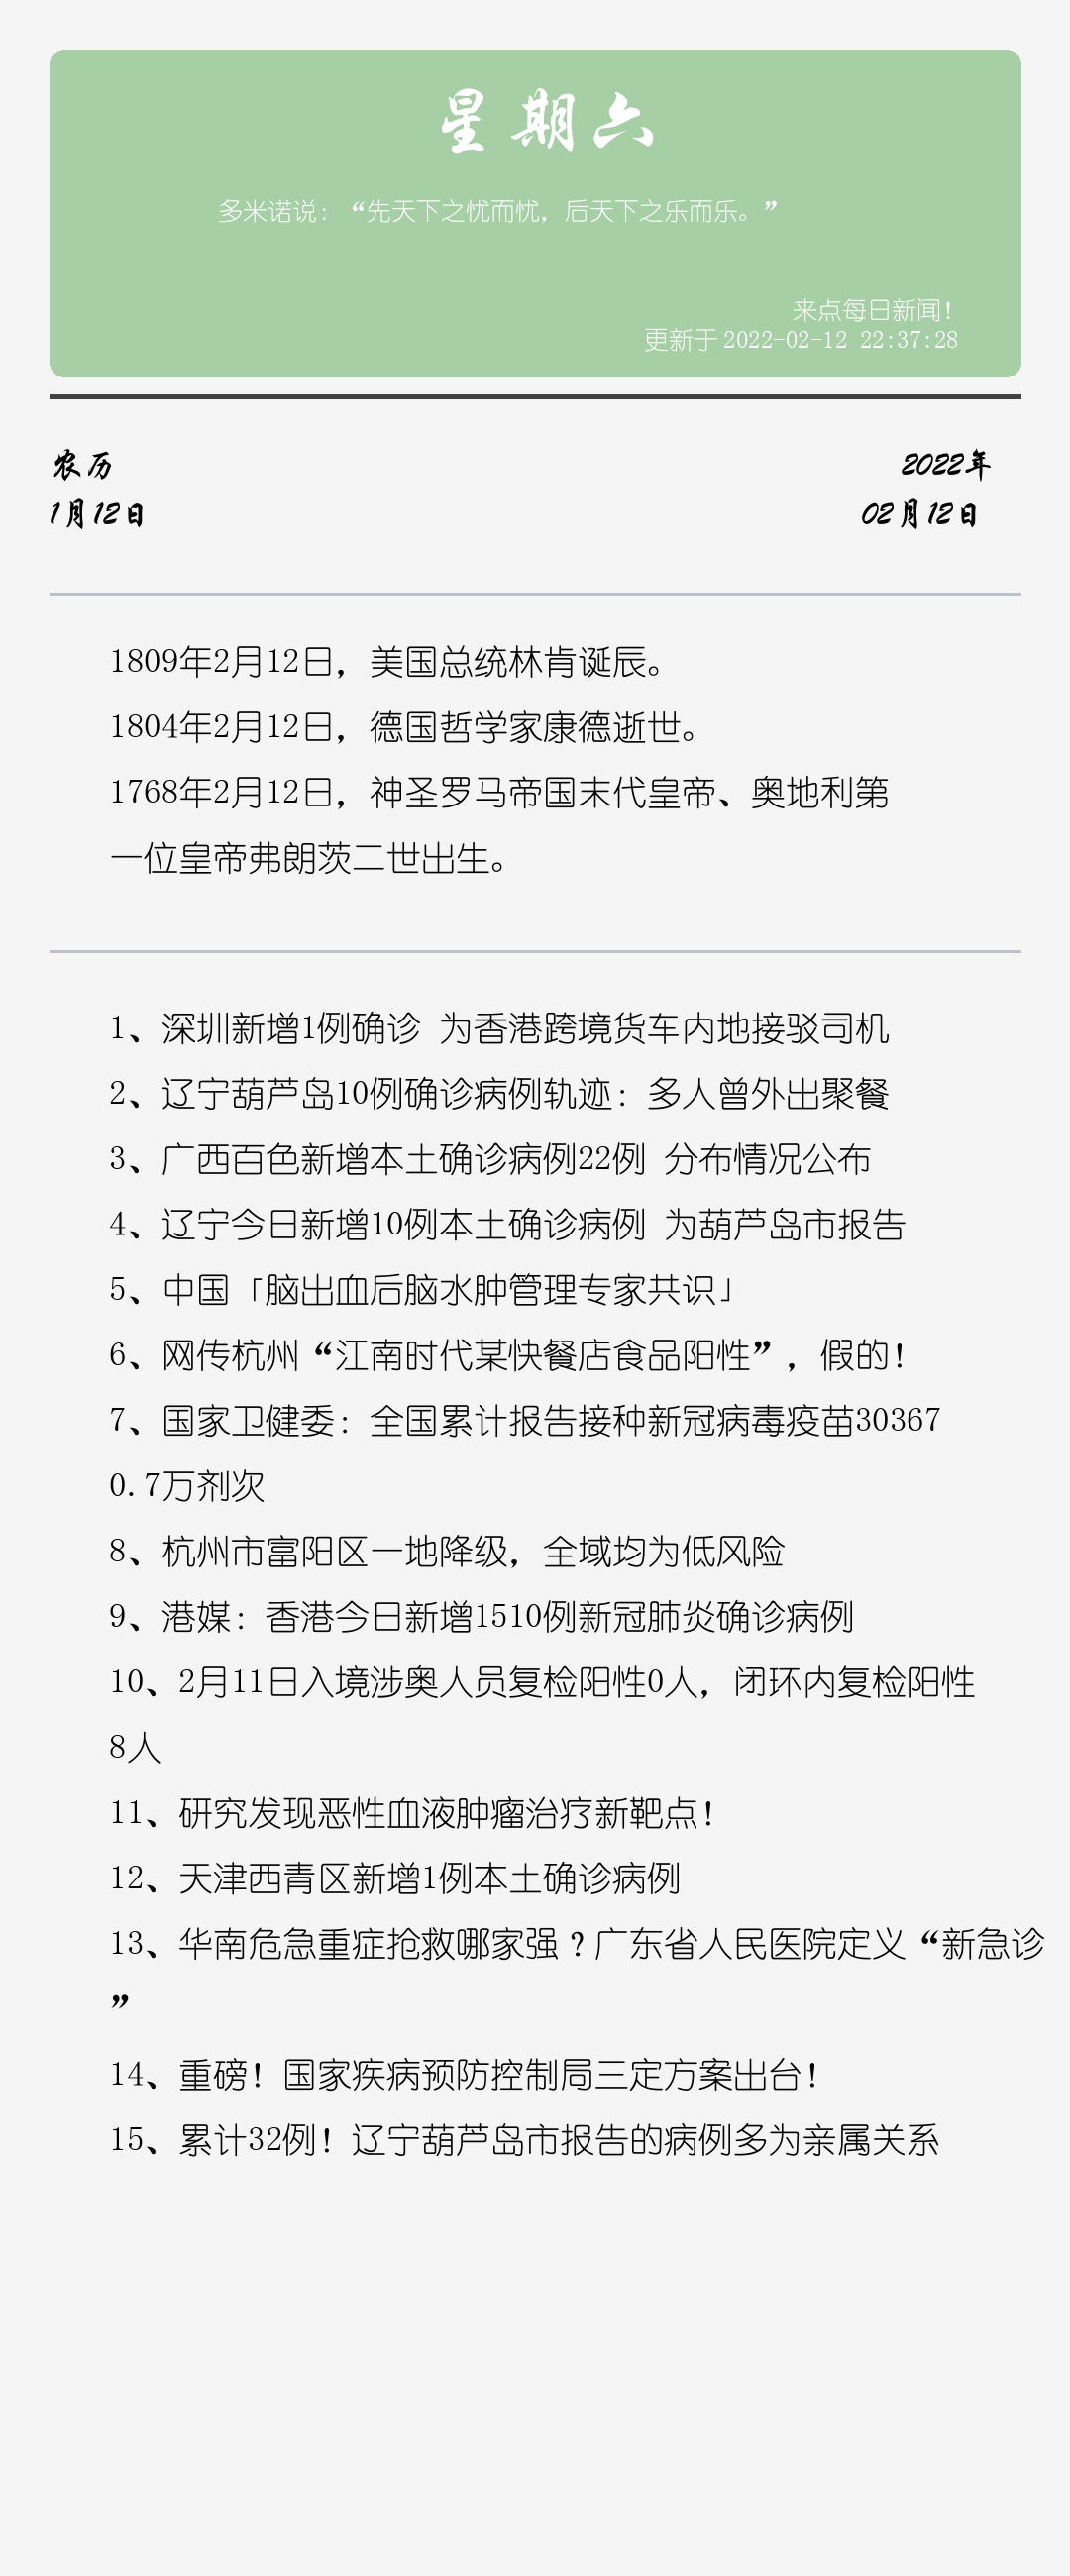 星期六
多米诺说：“先天下之忧而忧，后天下之乐而乐。”
来点每日新闻！
更新于 2022-02-12 22:37:28
农历
2022年
1月12日
02月12日
1809年2月12日，美国总统林肯诞辰。
1804年2月12日，德国哲学家康德逝世。
1768年2月12日，神圣罗马帝国末代皇帝、奥地利第
一位皇帝弗朗茨二世出生。
1、深圳新增1例确诊 为香港跨境货车内地接驳司机
2、辽宁葫芦岛10例确诊病例轨迹：多人曾外出聚餐
3、广西百色新增本土确诊病例22例 分布情况公布
4、辽宁今日新增10例本土确诊病例 为葫芦岛市报告
5、中国「脑出血后脑水肿管理专家共识」
6、网传杭州“江南时代某快餐店食品阳性”，假的！
7、国家卫健委：全国累计报告接种新冠病毒疫苗30367
0.7万剂次
8、杭州市富阳区一地降级，全域均为低风险
9、港媒：香港今日新增1510例新冠肺炎确诊病例
10、2月11日入境涉奥人员复检阳性0人，闭环内复检阳性
8人
11、研究发现恶性血液肿瘤治疗新靶点！
12、天津西青区新增1例本土确诊病例
13、华南危急重症抢救哪家强？广东省人民医院定义“新急诊
”
14、重磅！国家疾病预防控制局三定方案出台！
15、累计32例！辽宁葫芦岛市报告的病例多为亲属关系